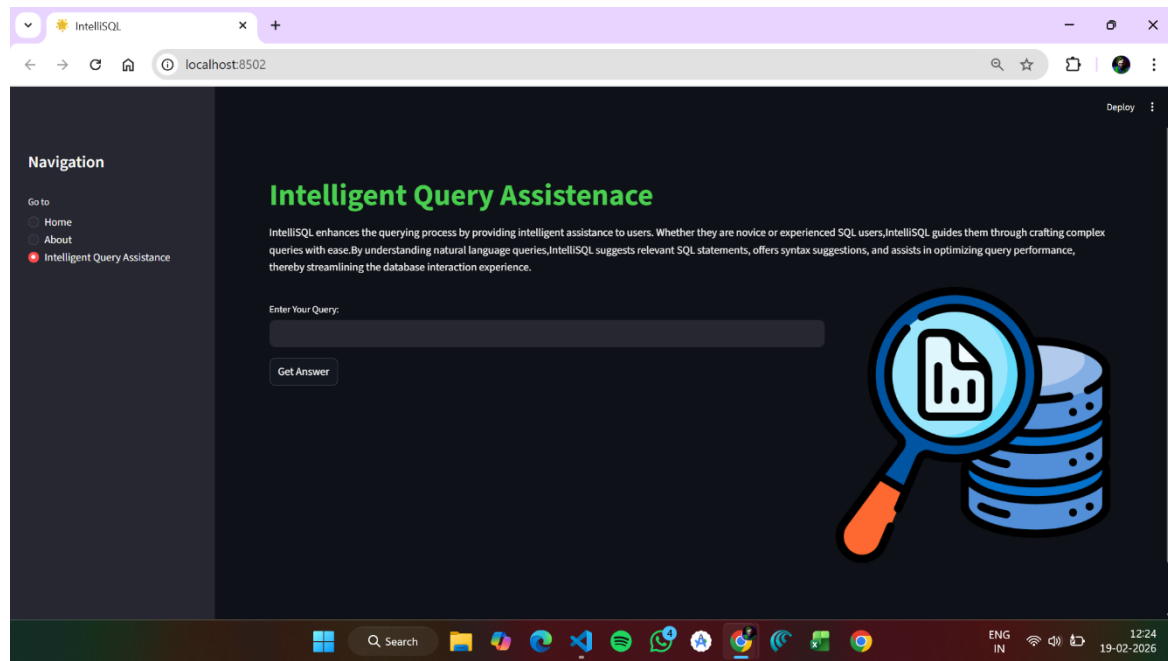 IntelliSQL
localhost:8502
Deploy
Navigation
Go to
Home
About
Intelligent Query Assistance
Intelligent Query Assistenace
IntelliSQL enhances the querying process by providing intelligent assistance to users. Whether they are novice or experienced SQL users,IntelliSQL guides them through crafting complex
queries with ease.By understanding natural language queries,IntelliSQL suggests relevant SQL statements, offers syntax suggestions, and assists in optimizing query performance,
thereby streamlining the database interaction experience.
Enter Your Query:
Get Answer
Search
4
ENG
IN
12:24
19-02-2026